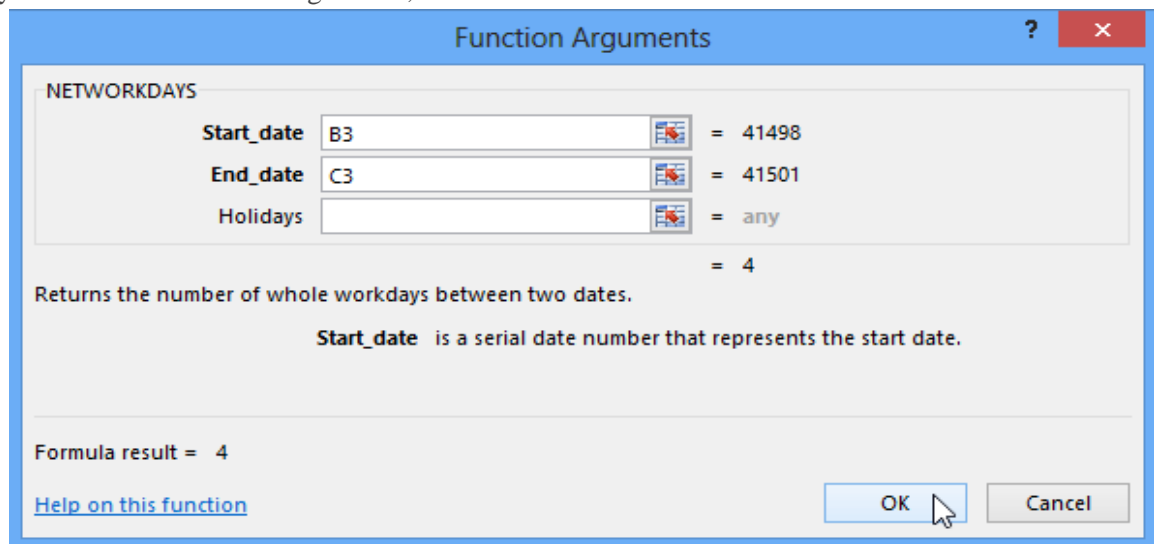 Function Arguments ? ×
NETWORKDAYS
Start_date B3 = 41498
End_date C3 = 41501
Holidays = any
= 4
Returns the number of whole workdays between two dates.
Start_date is a serial date number that represents the start date.
Formula result = 4
Help on this function OK Cancel